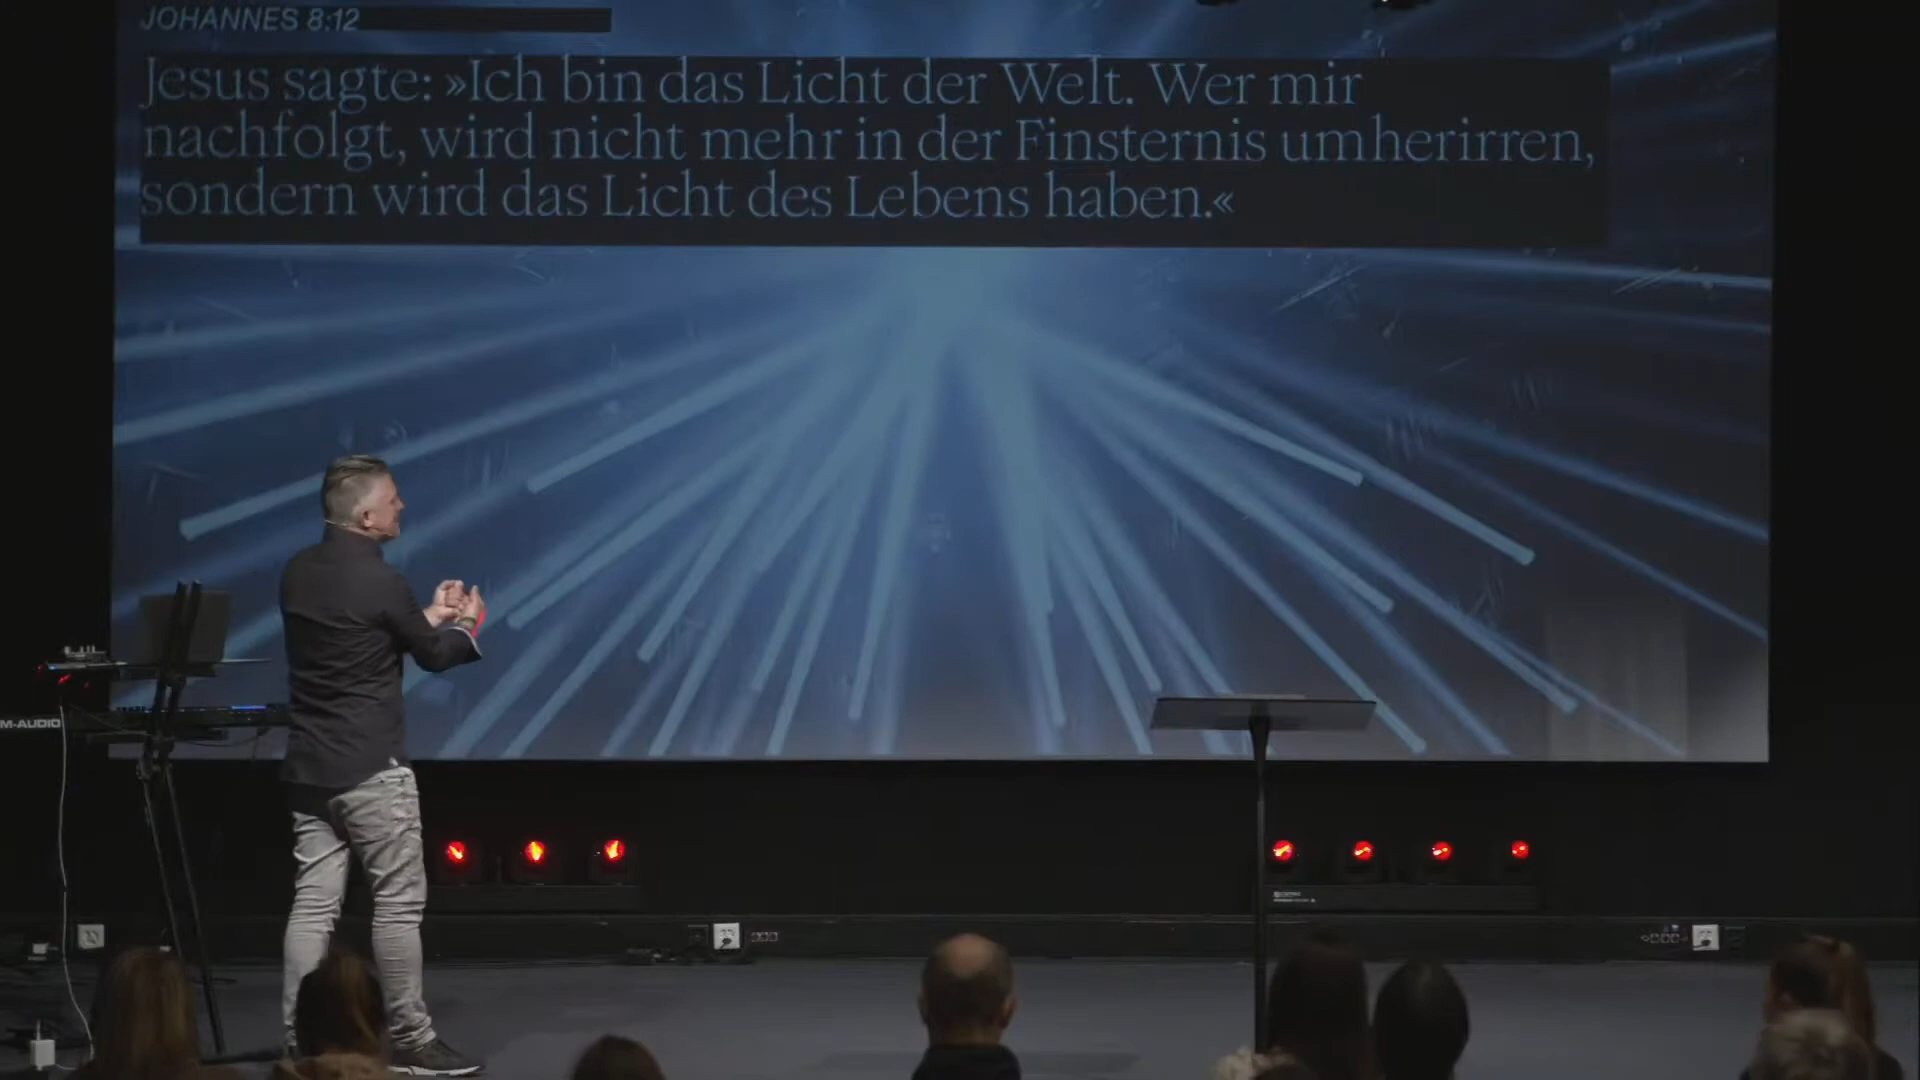 JOHANNES 8:12
Jesus sagte: »Ich bin das Licht der Welt. Wer mir
nachfolgt, wird nicht mehr in der Finsternis umherirren,
sondern wird das Licht des Lebens haben.«
M-AUDIO